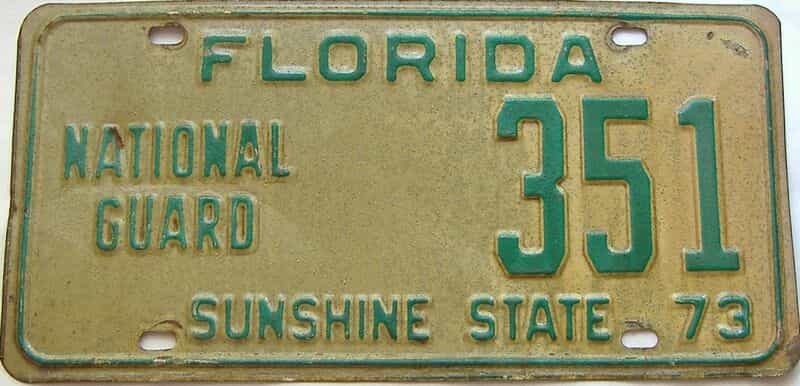 FLORIDA
NATIONAL
GUARD
351
SUNSHINE STATE 73